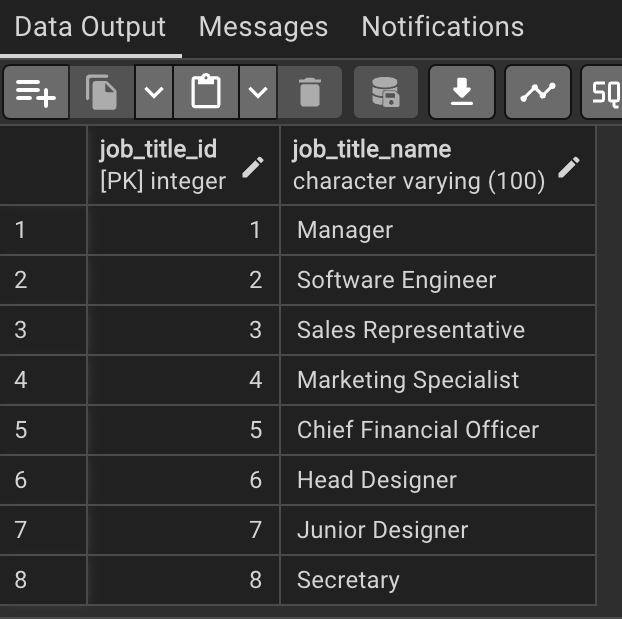 Data Output Messages Notifications
SQ
job_title_id job_title_name
[PK] integer character varying (100)
1 1 Manager
2 2 Software Engineer
3 3 Sales Representative
4 4 Marketing Specialist
5 5 Chief Financial Officer
6 6 Head Designer
7 7 Junior Designer
8 8 Secretary